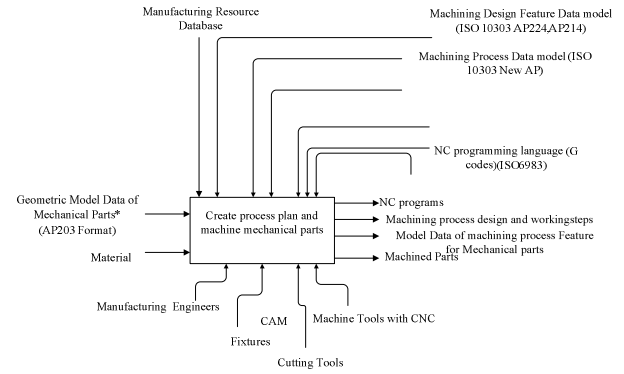 Manufacturing Resource
Database
Machining Design Feature Data model
(ISO 10303 AP224,AP214)
Machining Process Data model (ISO
10303 New AP)
NC programming language (G
codes)(ISO6983)
Geometric Model Data of
Mechanical Parts*
(AP203 Format)
Material
Create process plan and
machine mechanical parts
NC programs
Machining process design and workingsteps
Model Data of machining process Feature
for Mechanical parts
Machined Parts
Manufacturing Engineers
Fixtures
CAM
Cutting Tools
Machine Tools with CNC